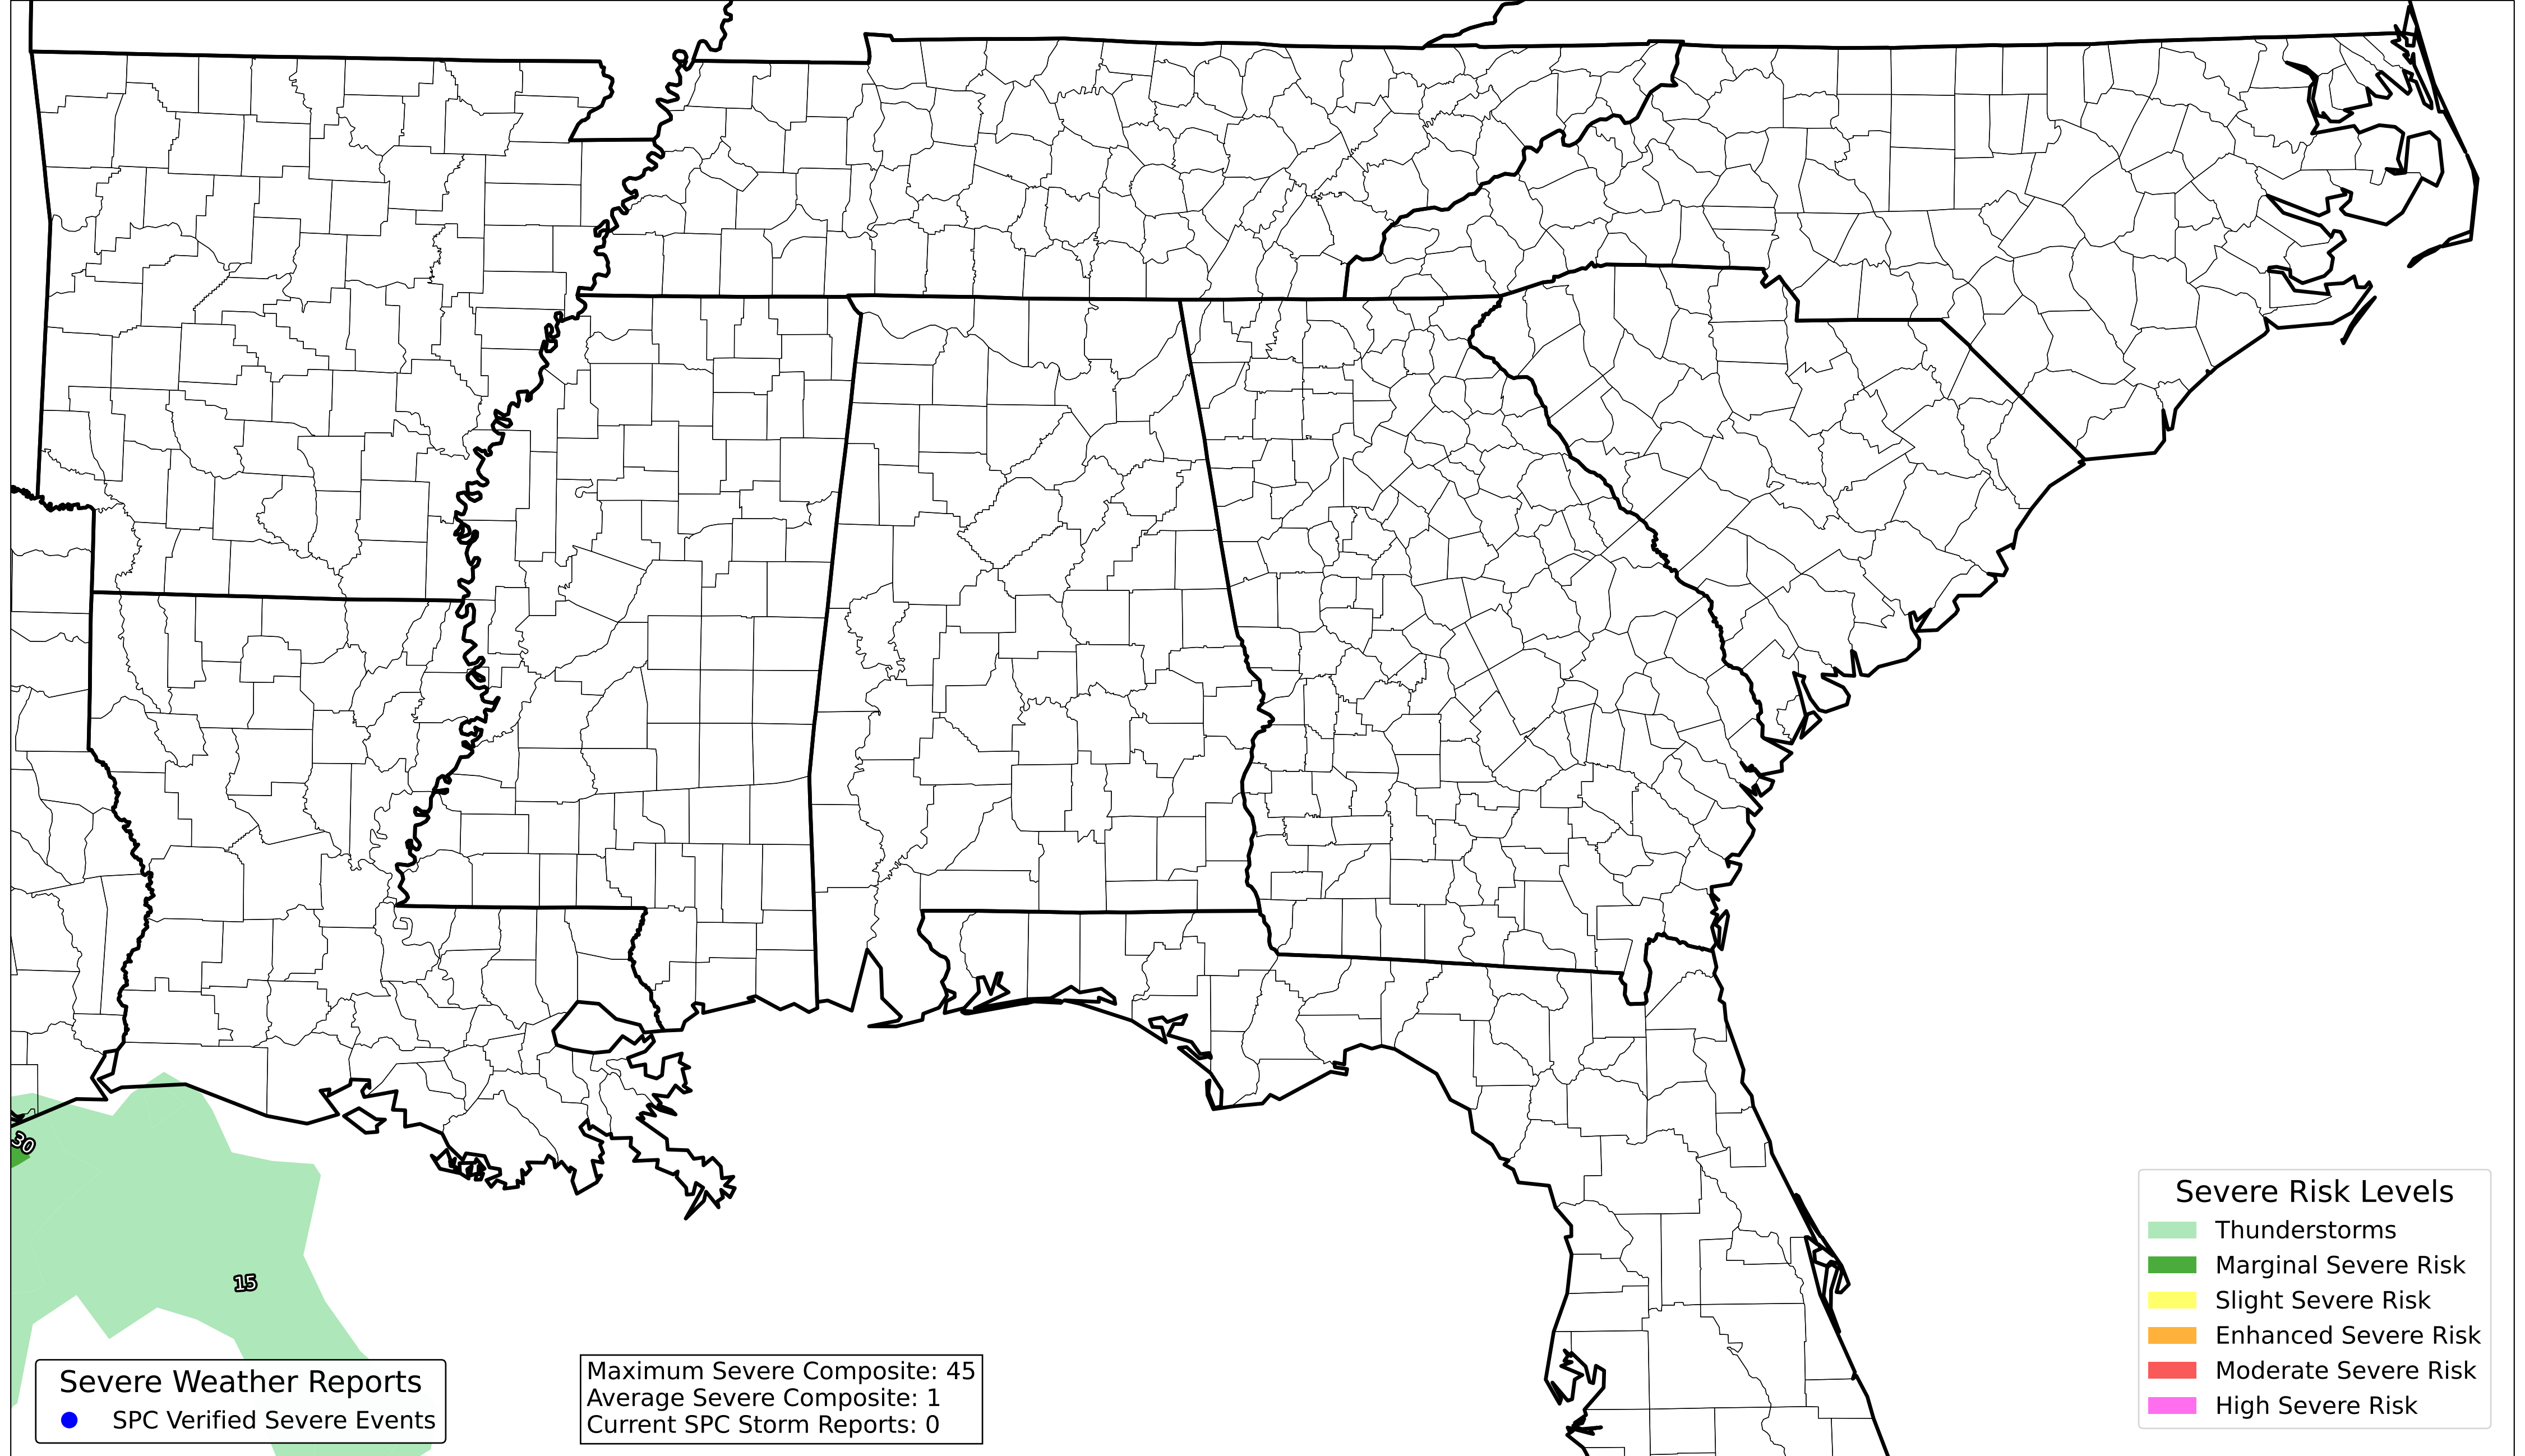 30
15
Severe Weather Reports
SPC Verified Severe Events
Maximum Severe Composite: 45
Average Severe Composite: 1
Current SPC Storm Reports: 0
Severe Risk Levels
Thunderstorms
Marginal Severe Risk
Slight Severe Risk
Enhanced Severe Risk
Moderate Severe Risk
High Severe Risk